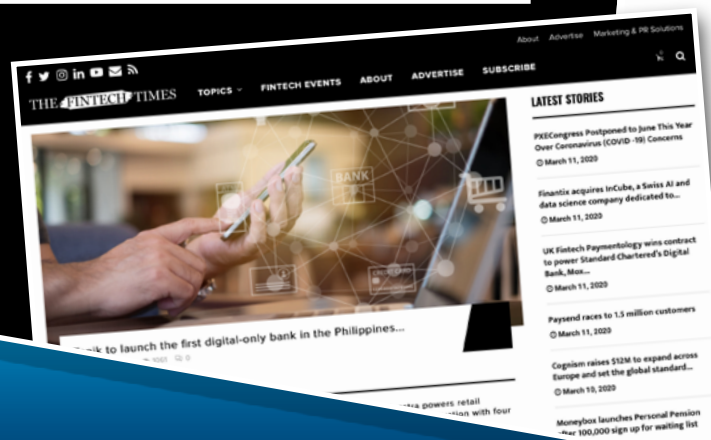 About Advertise Marketing & PR Solutions
THE FINTECH TIMES
TOPICS FINTECH EVENTS ABOUT ADVERTISE SUBSCRIBE
BANK
CREDIT CARD
to launch the first digital-only bank in the Philippines...
0
powers retail
with four
LATEST STORIES
PXECongress Postponed to June This Year
Over Coronavirus (COVID -19) Concerns
March 11, 2020
Finantix acquires InCube, a Swiss AI and
data science company dedicated to...
March 11, 2020
UK Fintech Paymentology wins contract
to power Standard Chartered's Digital
Bank, Mox...
March 11, 2020
Paysend races to 1.5 million customers
March 11, 2020
Cognism raises $12M to expand across
Europe and set the global standard...
March 10, 2020
Moneybox launches Personal Pension
after 100,000 sign up for waiting list